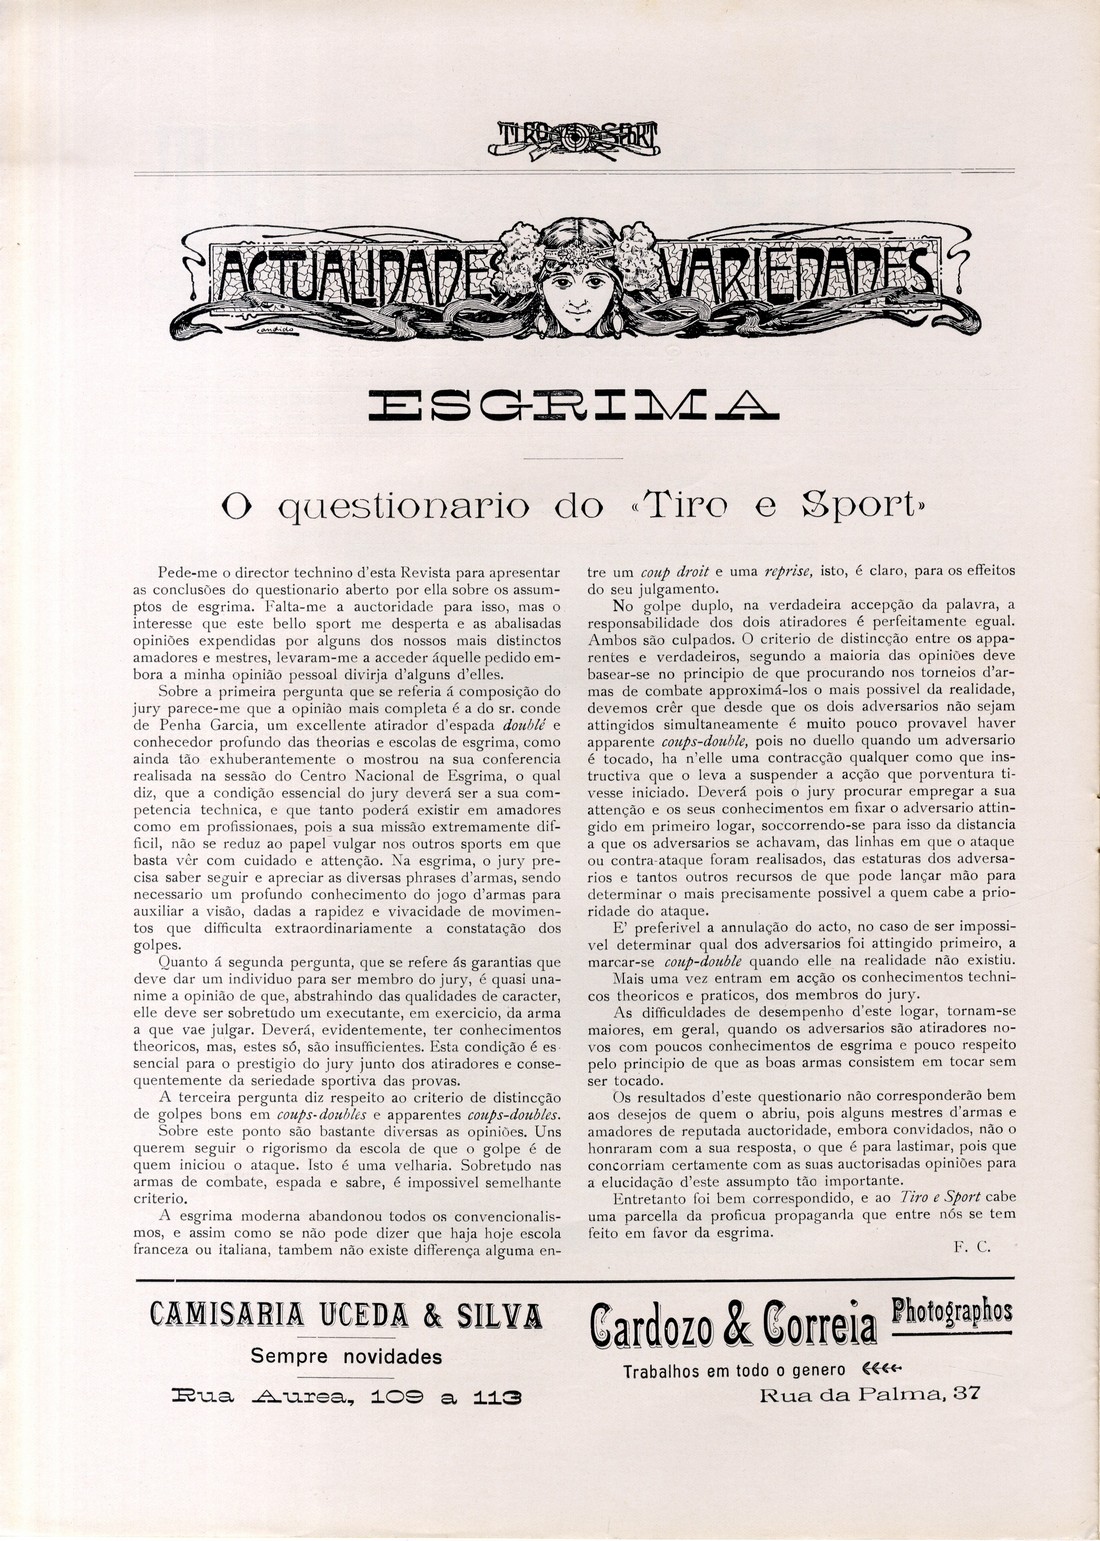 TIRO SPORT
ACTUALIDADES VARIEDADES
candido
ESGRIMA
O questionario do «Tiro e Sport»
Pede-me o director technino d'esta Revista para apresentar
as conclusões do questionario aberto por ella sobre os assum-
ptos de esgrima. Falta-me a auctoridade para isso, mas o
interesse que este bello sport me desperta e as abalisadas
opiniões expendidas por alguns dos nossos mais distinctos
amadores e mestres, levaram-me a acceder áquelle pedido em-
bora a minha opinião pessoal divirja d'alguns d'elles.
Sobre a primeira pergunta que se referia á composição do
jury parece-me que a opinião mais completa é a do sr. conde
de Penha Garcia, um excellente atirador d'espada doublé e
conhecedor profundo das theorias e escolas de esgrima, como
ainda tão exhuberantemente o mostrou na sua conferencia
realisada na sessão do Centro Nacional de Esgrima, o qual
diz, que a condição essencial do jury deverá ser a sua com-
petencia technica, e que tanto poderá existir em amadores
como em profissionaes, pois a sua missão extremamente dif-
ficil, não se reduz ao papel vulgar nos outros sports em que
basta vêr com cuidado e attenção. Na esgrima, o jury pre-
cisa saber seguir e apreciar as diversas phrases d'armas, sendo
necessario um profundo conhecimento do jogo d'armas para
auxiliar a visão, dadas a rapidez e vivacidade de movimen-
tos que difficulta extraordinariamente a constatação dos
golpes.
Quanto á segunda pergunta, que se refere ás garantias que
deve dar um individuo para ser membro do jury, é quasi una-
nime a opinião de que, abstrahindo das qualidades de caracter,
elle deve ser sobretudo um executante, em exercicio, da arma
a que vae julgar. Deverá, evidentemente, ter conhecimentos
theoricos, mas, estes só, são insufficientes. Esta condição é es-
sencial para o prestigio do jury junto dos atiradores e conse-
quentemente da seriedade sportiva das provas.
A terceira pergunta diz respeito ao criterio de distincção
de golpes bons em coups-doubles e apparentes coups-doubles.
Sobre este ponto são bastante diversas as opiniões. Uns
querem seguir o rigorismo da escola de que o golpe é de
quem iniciou o ataque. Isto é uma velharia. Sobretudo nas
armas de combate, espada e sabre, é impossivel semelhante
criterio.
A esgrima moderna abandonou todos os convencionalis-
mos, e assim como se não pode dizer que haja hoje escola
franceza ou italiana, tambem não existe differença alguma en-
tre um coup droit e uma reprise, isto, é claro, para os effeitos
do seu julgamento.
No golpe duplo, na verdadeira accepção da palavra, a
responsabilidade dos dois atiradores é perfeitamente egual.
Ambos são culpados. O criterio de distincção entre os appa-
rentes e verdadeiros, segundo a maioria das opiniões deve
basear-se no principio de que procurando nos torneios d'ar-
mas de combate approximá-los o mais possivel da realidade,
devemos crêr que desde que os dois adversarios não sejam
attingidos simultaneamente é muito pouco provavel haver
apparente coups-double, pois no duello quando um adversario
é tocado, ha n'elle uma contracção qualquer como que ins-
tructiva que o leva a suspender a acção que porventura ti-
vesse iniciado. Deverá pois o jury procurar empregar a sua
attenção e os seus conhecimentos em fixar o adversario attin-
gido em primeiro logar, soccorrendo-se para isso da distancia
a que os adversarios se achavam, das linhas em que o ataque
ou contra-ataque foram realisados, das estaturas dos adversa-
rios e tantos outros recursos de que pode lançar mão para
determinar o mais precisamente possivel a quem cabe a prio-
ridade do ataque.
E' preferivel a annulação do acto, no caso de ser impossi-
vel determinar qual dos adversarios foi attingido primeiro, a
marcar-se coup-double quando elle na realidade não existiu.
Mais uma vez entram em acção os conhecimentos techni-
cos theoricos e praticos, dos membros do jury.
As difficuldades de desempenho d'este logar, tornam-se
maiores, em geral, quando os adversarios são atiradores no-
vos com poucos conhecimentos de esgrima e pouco respeito
pelo principio de que as boas armas consistem em tocar sem
ser tocado.
Os resultados d'este questionario não corresponderão bem
aos desejos de quem o abriu, pois alguns mestres d'armas e
amadores de reputada auctoridade, embora convidados, não o
honraram com a sua resposta, o que é para lastimar, pois que
concorriam certamente com as suas auctorisadas opiniões para
a elucidação d'este assumpto tão importante.
Entretanto foi bem correspondido, e ao Tiro e Sport cabe
uma parcella da proficua propaganda que entre nós se tem
feito em favor da esgrima.
F. C.
CAMISARIA UCEDA & SILVA
Sempre novidades
Rua Aurea, 109 a 113
Cardozo & Correia Photographos
Trabalhos em todo o genero
Rua da Palma, 37